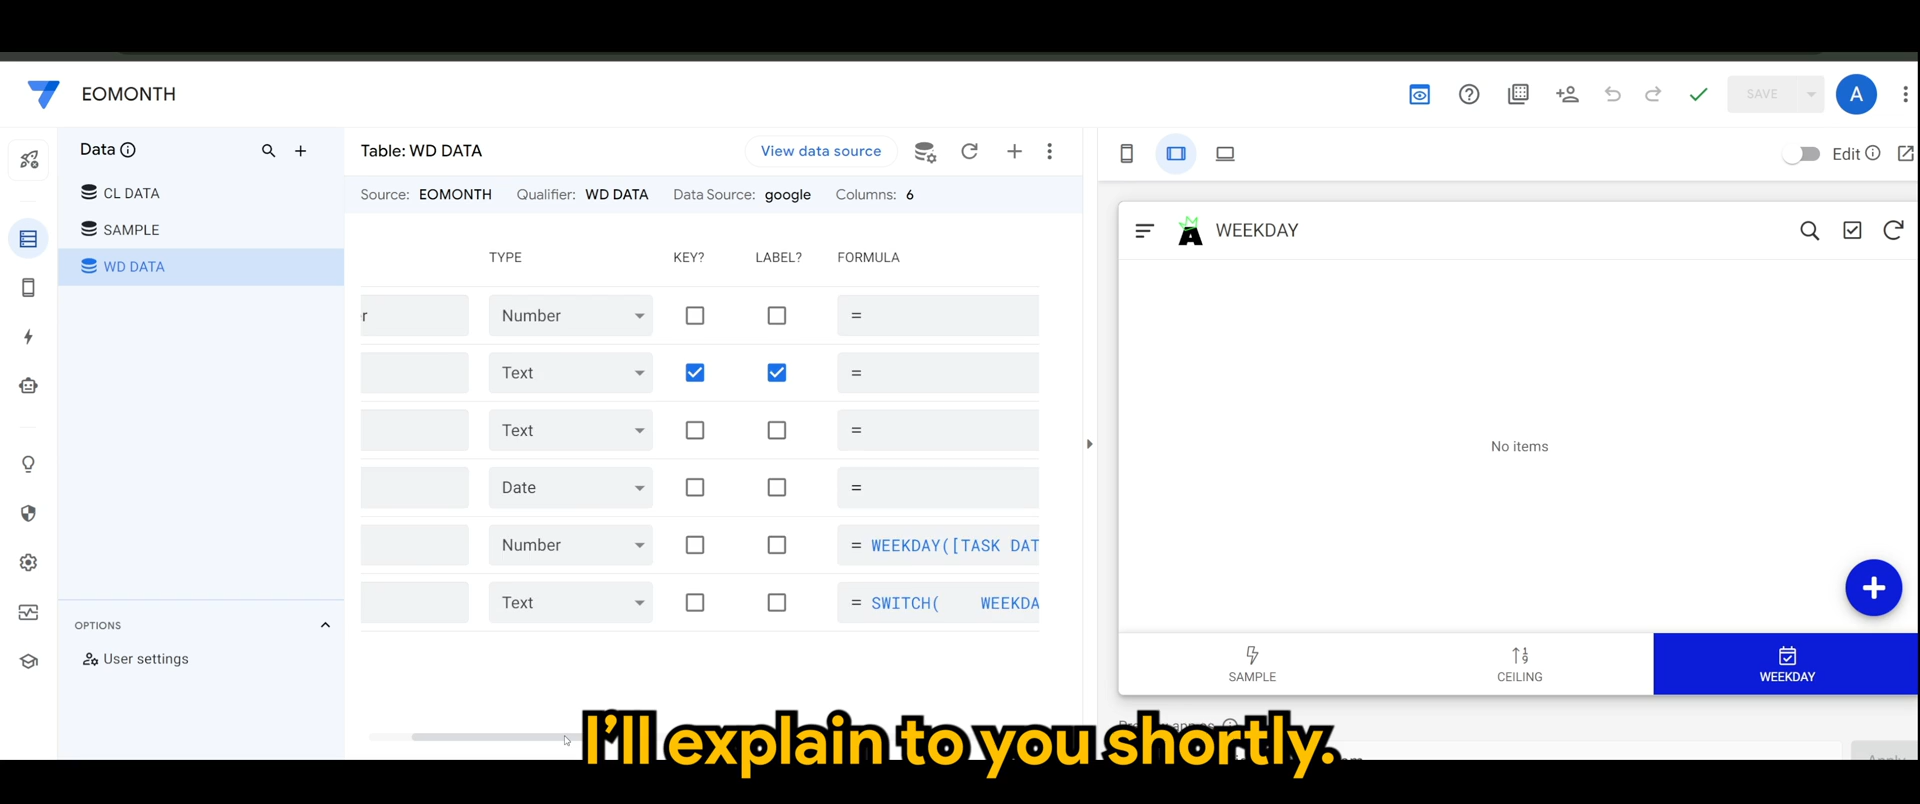 EOMONTH
SAVE
A
Data
Table: WD DATA
View data source
Edit
CL DATA
SAMPLE
WD DATA
Source: EOMONTH Qualifier: WD DATA Data Source: google Columns: 6
TYPE KEY? LABEL? FORMULA
r Number =
Text =
Text =
Date =
Number = WEEKDAY([TASK DAT
Text = SWITCH( WEEKDA
OPTIONS
User settings
WEEKDAY
No items
SAMPLE
CEILING
WEEKDAY
I'll explain to you shortly.